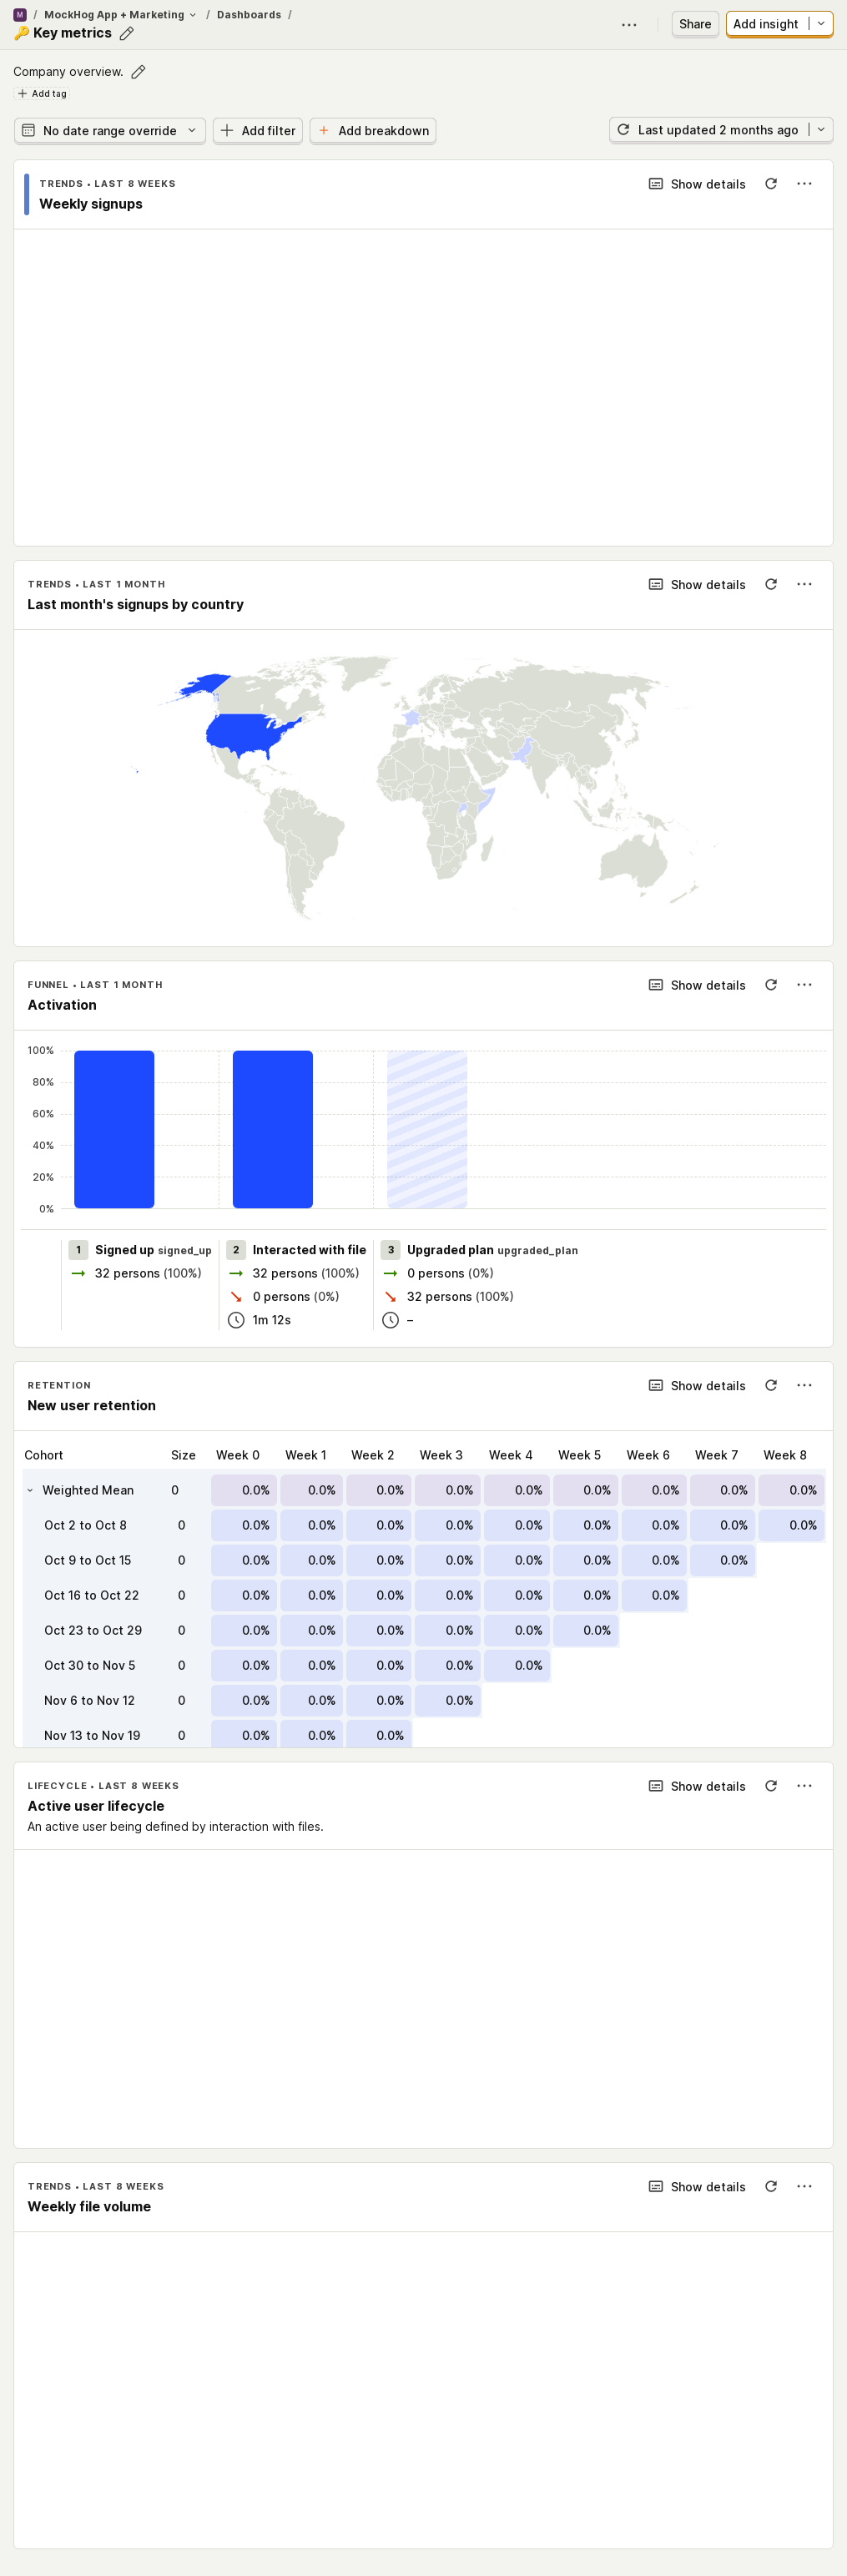 M / MockHog App + Marketing / Dashboards /
🔑 Key metrics
Share
Add insight
Company overview.
Add tag
No date range override
Add filter
Add breakdown
Last updated 2 months ago
TRENDS • LAST 8 WEEKS
Show details
Weekly signups
TRENDS • LAST 1 MONTH
Show details
Last month's signups by country
FUNNEL • LAST 1 MONTH
Show details
Activation
100%
80%
60%
40%
20%
0%
1 Signed up signed_up
32 persons (100%)
2 Interacted with file
32 persons (100%)
0 persons (0%)
1m 12s
3 Upgraded plan upgraded_plan
0 persons (0%)
32 persons (100%)
–
RETENTION
Show details
New user retention
Cohort Size Week 0 Week 1 Week 2 Week 3 Week 4 Week 5 Week 6 Week 7 Week 8
Weighted Mean 0 0.0% 0.0% 0.0% 0.0% 0.0% 0.0% 0.0% 0.0% 0.0%
Oct 2 to Oct 8 0 0.0% 0.0% 0.0% 0.0% 0.0% 0.0% 0.0% 0.0% 0.0%
Oct 9 to Oct 15 0 0.0% 0.0% 0.0% 0.0% 0.0% 0.0% 0.0% 0.0%
Oct 16 to Oct 22 0 0.0% 0.0% 0.0% 0.0% 0.0% 0.0% 0.0%
Oct 23 to Oct 29 0 0.0% 0.0% 0.0% 0.0% 0.0% 0.0%
Oct 30 to Nov 5 0 0.0% 0.0% 0.0% 0.0% 0.0%
Nov 6 to Nov 12 0 0.0% 0.0% 0.0% 0.0%
Nov 13 to Nov 19 0 0.0% 0.0% 0.0%
LIFECYCLE • LAST 8 WEEKS
Show details
Active user lifecycle
An active user being defined by interaction with files.
TRENDS • LAST 8 WEEKS
Show details
Weekly file volume